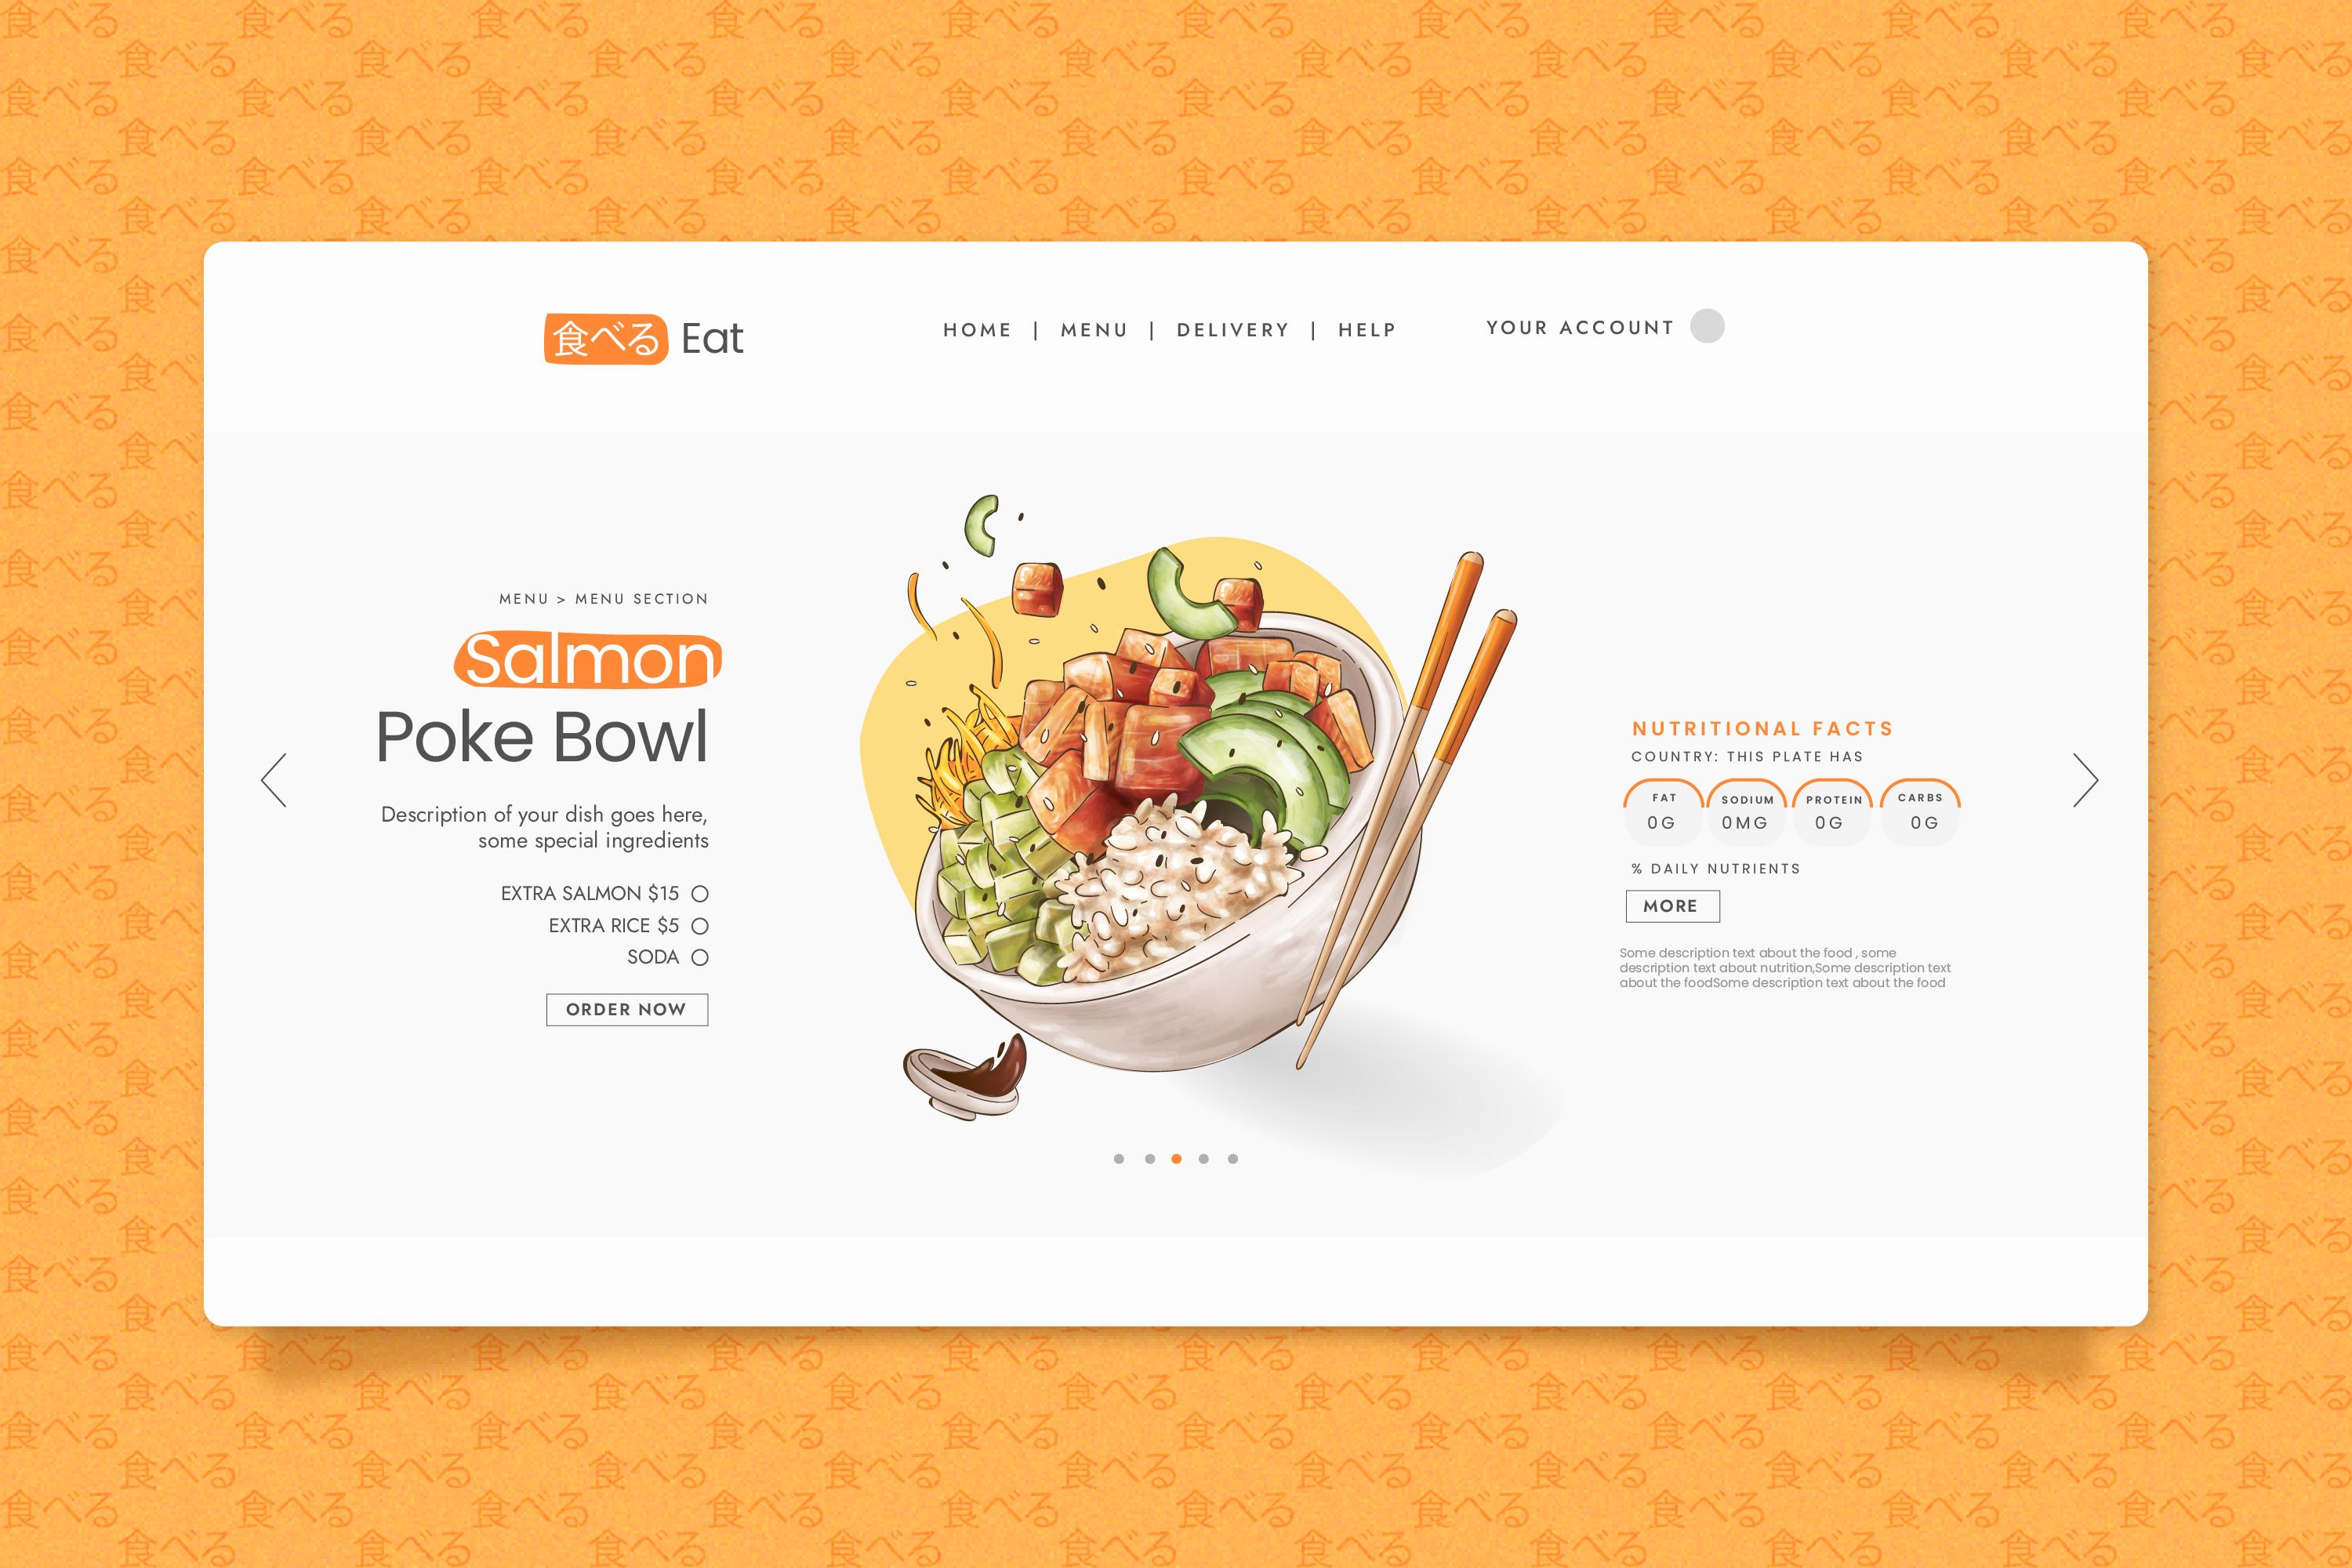 食べる Eat
HOME | MENU | DELIVERY | HELP
YOUR ACCOUNT
MENU > MENU SECTION
Salmon
Poke Bowl
Description of your dish goes here,
some special ingredients
EXTRA SALMON $15
EXTRA RICE $5
SODA
ORDER NOW
NUTRITIONAL FACTS
COUNTRY: THIS PLATE HAS
FAT SODIUM PROTEIN CARBS
0G 0MG 0G 0G
% DAILY NUTRIENTS
MORE
Some description text about the food , some
description text about nutrition,Some description text
about the foodSome description text about the food